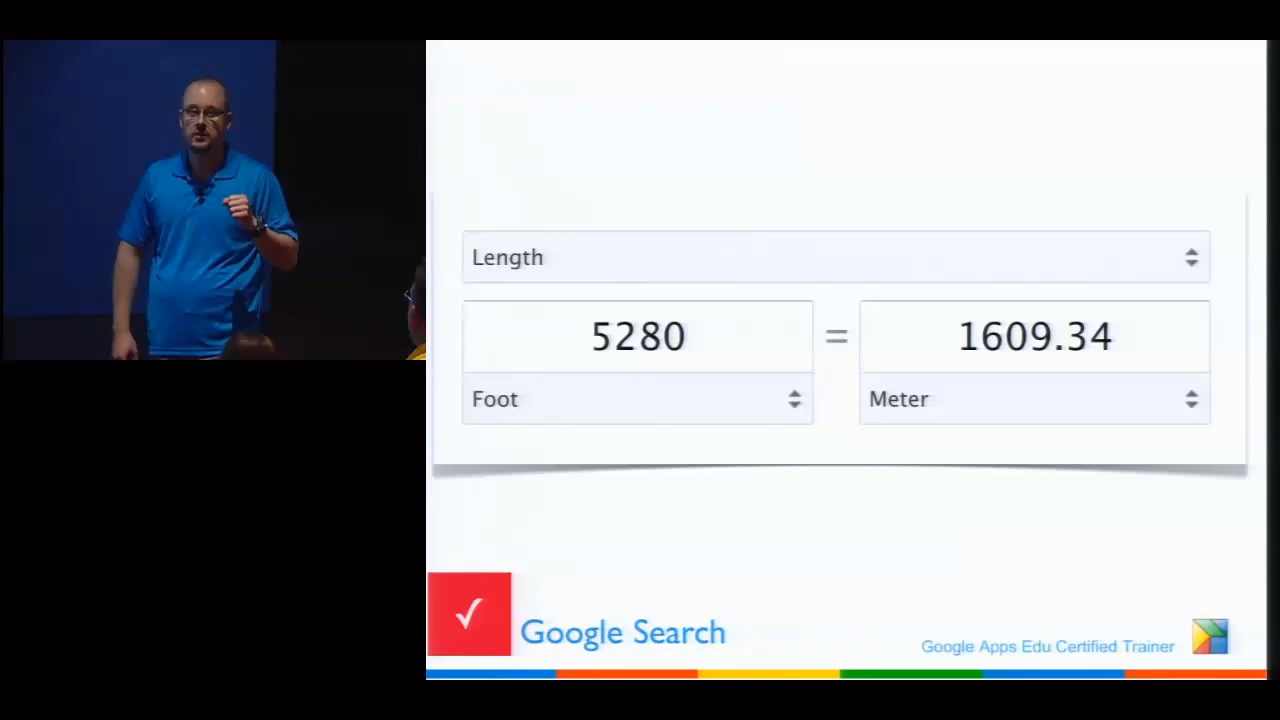 Length
5280 = 1609.34
Foot Meter
√ Google Search
Google Apps Edu Certified Trainer